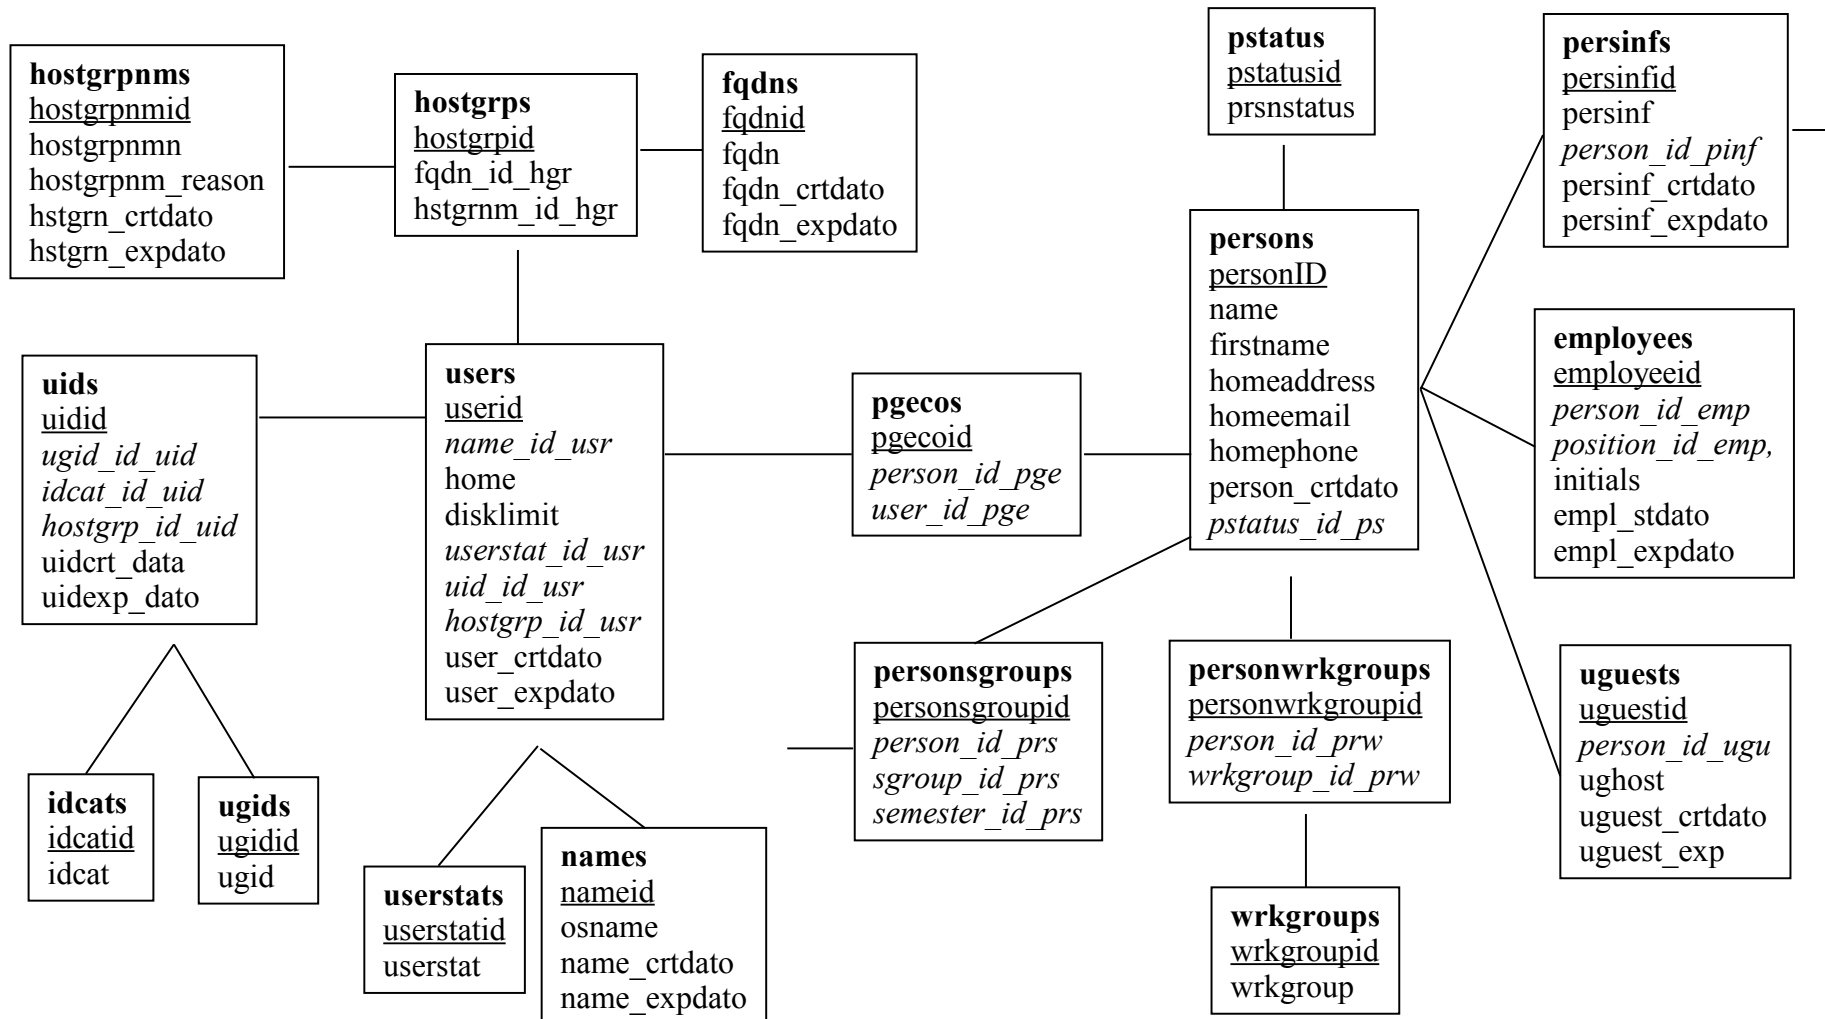 hostgrpnms
hostgrpnmid
hostgrpnmn
hostgrpnm_reason
hstgrn_crtdato
hstgrn_expdato
hostgrps
hostgrpid
fqdn_id_hgr
hstgrnm_id_hgr
fqdns
fqdnid
fqdn
fqdn_crtdato
fqdn_expdato
pstatus
pstatusid
prsnstatus
persinfs
persinfid
persinf
person_id_pinf
persinf_crtdato
persinf_expdato
uids
uidid
ugid_id_uid
idcat_id_uid
hostgrp_id_uid
uidcrt_data
uidexp_dato
users
userid
name_id_usr
home
disklimit
userstat_id_usr
uid_id_usr
hostgrp_id_usr
user_crtdato
user_expdato
pgecos
pgecoid
person_id_pge
user_id_pge
persons
personID
name
firstname
homeaddress
homeemail
homephone
person_crtdato
pstatus_id_ps
employees
employeeid
person_id_emp
position_id_emp,
initials
empl_stdato
empl_expdato
idcats
idcatid
idcat
ugids
ugidid
ugid
userstats
userstatid
userstat
names
nameid
osname
name_crtdato
name_expdato
personsgroups
personsgroupid
person_id_prs
sgroup_id_prs
semester_id_prs
personwrkgroups
personwrkgroupid
person_id_prw
wrkgroup_id_prw
wrkgroups
wrkgroupid
wrkgroup
uguests
uguestid
person_id_ugu
ughost
uguest_crtdato
uguest_exp